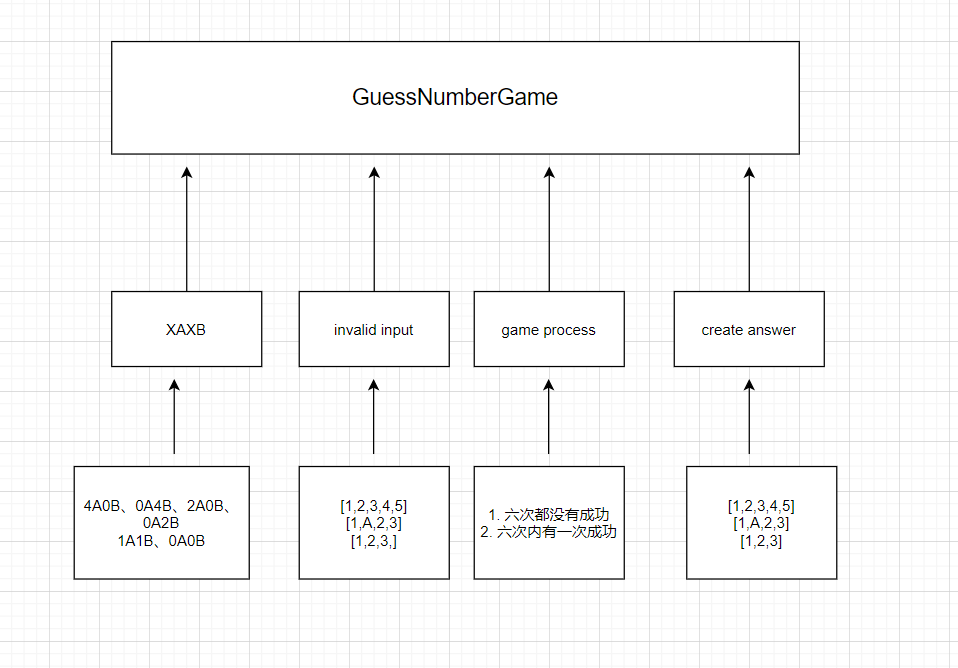 GuessNumberGame
XAXB
invalid input
game process
create answer
4A0B、0A4B、2A0B、
0A2B
1A1B、0A0B
[1,2,3,4,5]
[1,A,2,3]
[1,2,3,]
1. 六次都没有成功
2. 六次内有一次成功
[1,2,3,4,5]
[1,A,2,3]
[1,2,3]